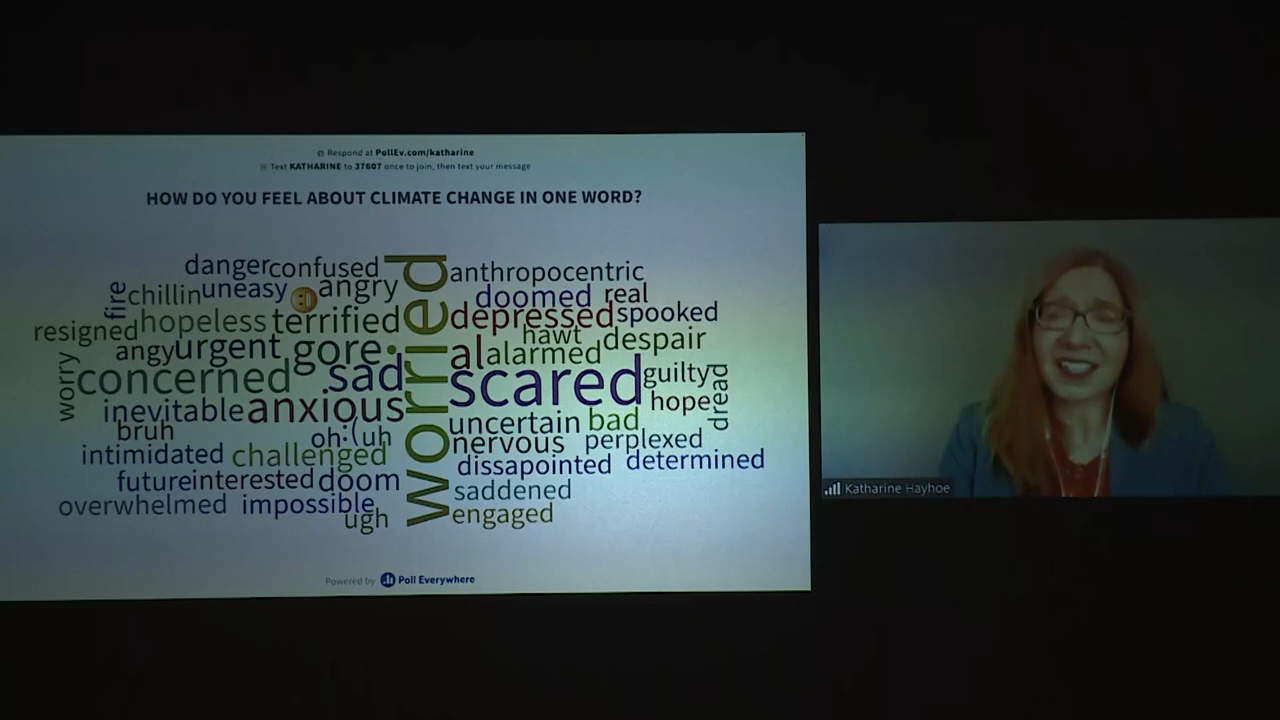 Respond at PollEv.com/katharine
Text KATHARINE to 37607 once to join, then text your message
HOW DO YOU FEEL ABOUT CLIMATE CHANGE IN ONE WORD?
danger confused worried anthropocentric
fire chillin uneasy angry doomed real
resigned hopeless terrified depressed spooked
hawt
angy urgent gore al alarmed despair
worry concerned sad scared guilty
inevitable anxious hope dread
bruh oh:( uh uncertain bad
intimidated challenged nervous perplexed
future interested doom dissapointed determined
overwhelmed impossible saddened
ugh engaged
Powered by Poll Everywhere
Katharine Hayhoe